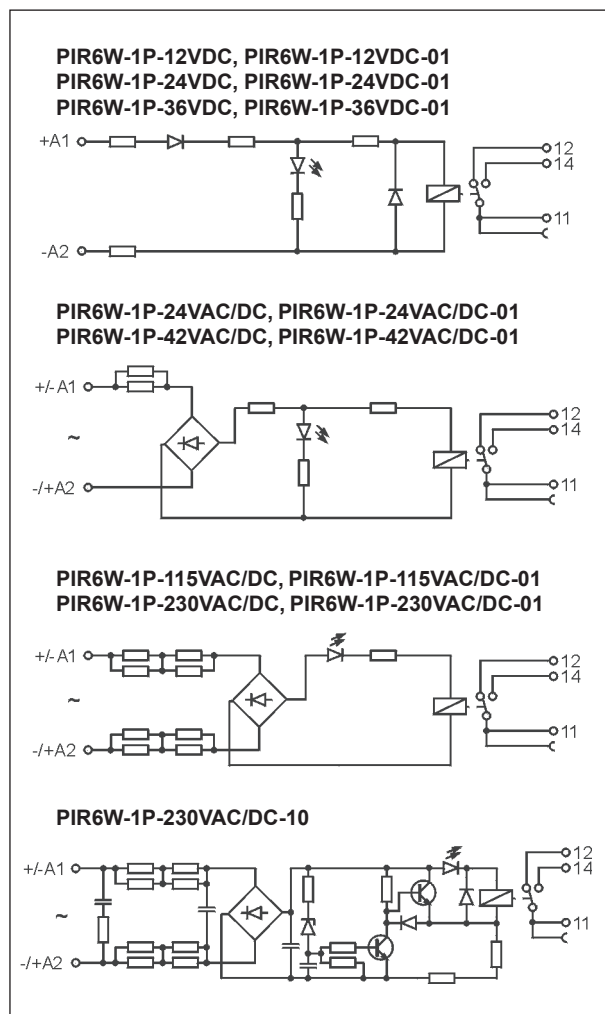 PIR6W-1P-12VDC, PIR6W-1P-12VDC-01
PIR6W-1P-24VDC, PIR6W-1P-24VDC-01
PIR6W-1P-36VDC, PIR6W-1P-36VDC-01
+A1
12
14
11
-A2
PIR6W-1P-24VAC/DC, PIR6W-1P-24VAC/DC-01
PIR6W-1P-42VAC/DC, PIR6W-1P-42VAC/DC-01
+/-A1
12
14
~
-/+A2
11
PIR6W-1P-115VAC/DC, PIR6W-1P-115VAC/DC-01
PIR6W-1P-230VAC/DC, PIR6W-1P-230VAC/DC-01
+/-A1
12
14
~
11
-/+A2
PIR6W-1P-230VAC/DC-10
+/-A1
12
14
~
11
-/+A2